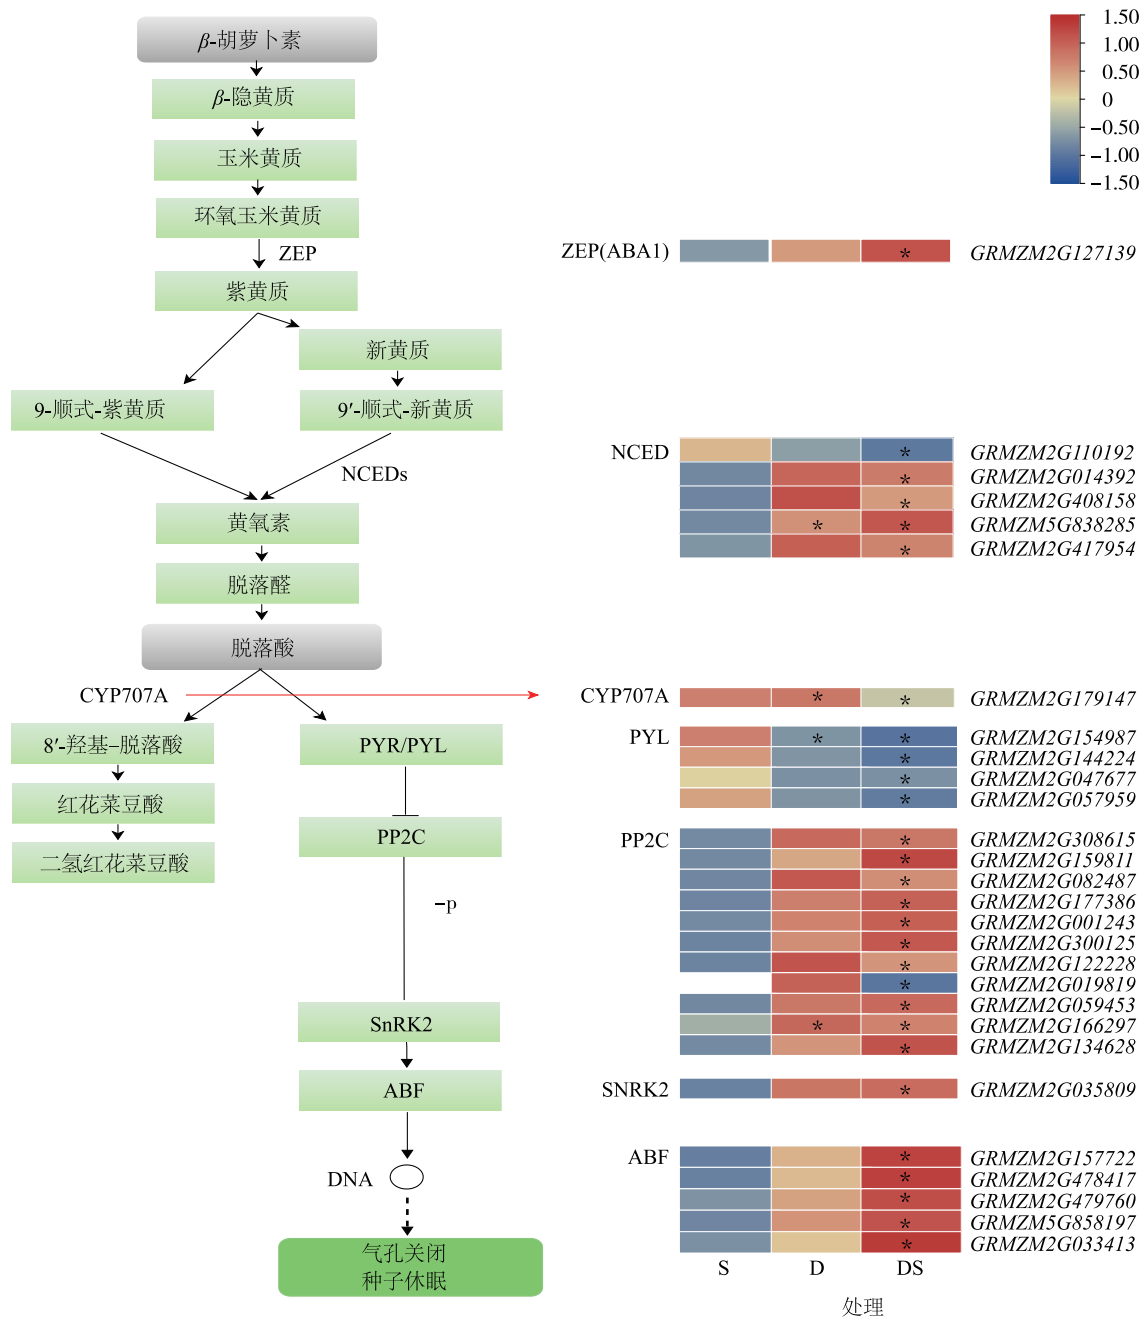 β-胡萝卜素
β-隐黄质
玉米黄质
环氧玉米黄质
ZEP
紫黄质
新黄质
9-顺式-紫黄质
9′-顺式-新黄质
NCEDs
黄氧素
脱落醛
脱落酸
CYP707A
8′-羟基–脱落酸
PYR/PYL
红花菜豆酸
PP2C
二氢红花菜豆酸
–p
SnRK2
ABF
DNA
气孔关闭
种子休眠
1.50
1.00
0.50
0
–0.50
–1.00
–1.50
ZEP(ABA1) * GRMZM2G127139
NCED * GRMZM2G110192
* GRMZM2G014392
* GRMZM2G408158
* * GRMZM5G838285
* GRMZM2G417954
CYP707A * * GRMZM2G179147
PYL * * GRMZM2G154987
* GRMZM2G144224
* GRMZM2G047677
* GRMZM2G057959
PP2C * GRMZM2G308615
* GRMZM2G159811
* GRMZM2G082487
* GRMZM2G177386
* GRMZM2G001243
* GRMZM2G300125
* GRMZM2G122228
* GRMZM2G019819
* GRMZM2G059453
* * GRMZM2G166297
* GRMZM2G134628
SNRK2 * GRMZM2G035809
ABF * GRMZM2G157722
* GRMZM2G478417
* GRMZM2G479760
* GRMZM5G858197
* GRMZM2G033413
S D DS
处理